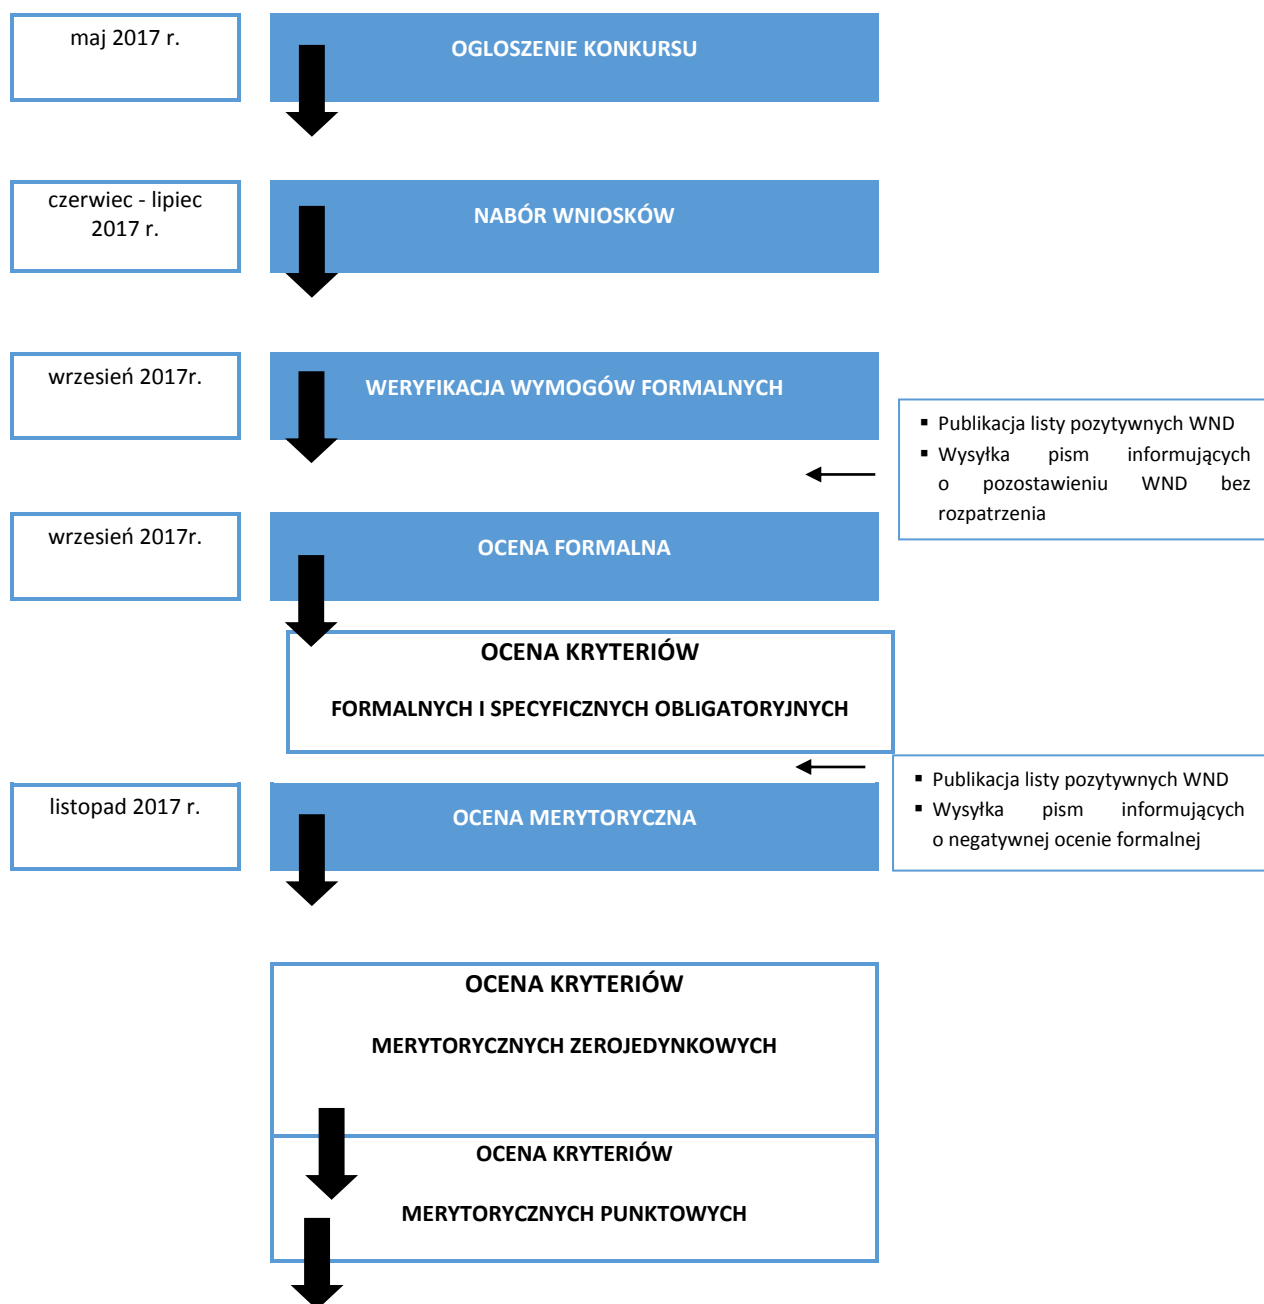 maj 2017 r.
OGLOSZENIE KONKURSU
czerwiec - lipiec
2017 r.
NABÓR WNIOSKÓW
wrzesień 2017r.
WERYFIKACJA WYMOGÓW FORMALNYCH
▪ Publikacja listy pozytywnych WND
▪ Wysyłka pism informujących
o pozostawieniu WND bez
rozpatrzenia
wrzesień 2017r.
OCENA FORMALNA
OCENA KRYTERIÓW
FORMALNYCH I SPECYFICZNYCH OBLIGATORYJNYCH
▪ Publikacja listy pozytywnych WND
▪ Wysyłka pism informujących
o negatywnej ocenie formalnej
listopad 2017 r.
OCENA MERYTORYCZNA
OCENA KRYTERIÓW
MERYTORYCZNYCH ZEROJEDYNKOWYCH
OCENA KRYTERIÓW
MERYTORYCZNYCH PUNKTOWYCH